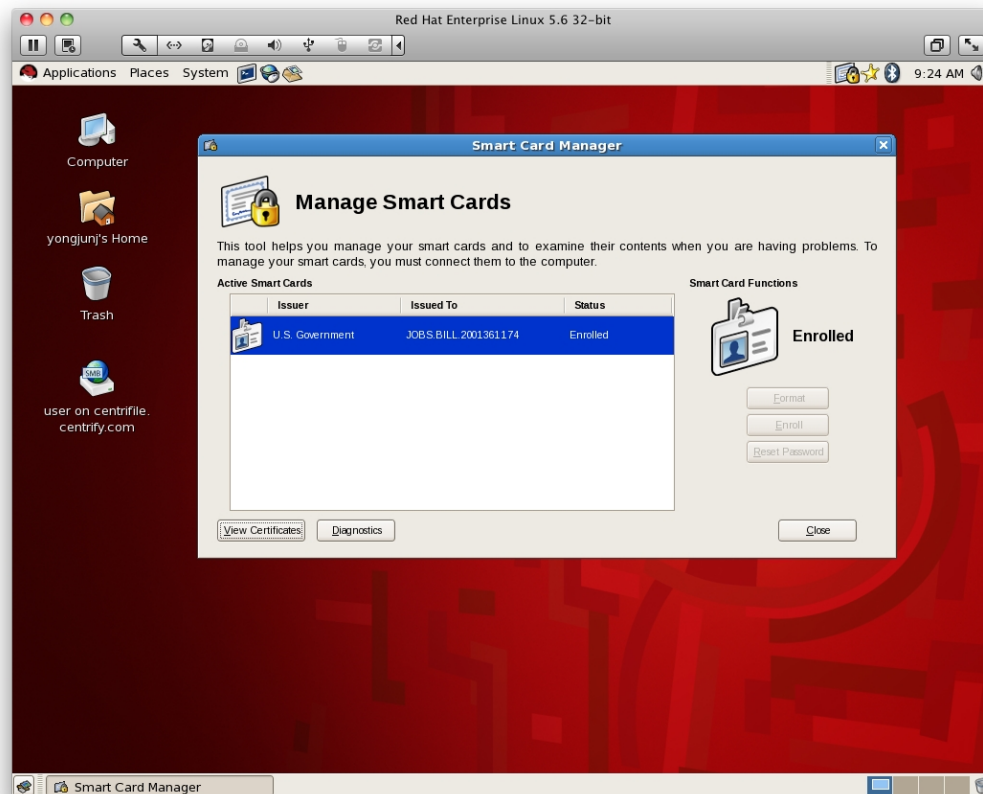 Red Hat Enterprise Linux 5.6 32-bit
Applications Places System
9:24 AM
Computer
yongjunj's Home
Trash
SMB
user on centrifile.
centrify.com
Smart Card Manager
Manage Smart Cards
This tool helps you manage your smart cards and to examine their contents when you are having problems. To
manage your smart cards, you must connect them to the computer.
Active Smart Cards
Smart Card Functions
Issuer Issued To Status
U.S. Government JOBS.BILL.2001361174 Enrolled
Enrolled
Format
Enroll
Reset Password
View Certificates Diagnostics Close
Smart Card Manager